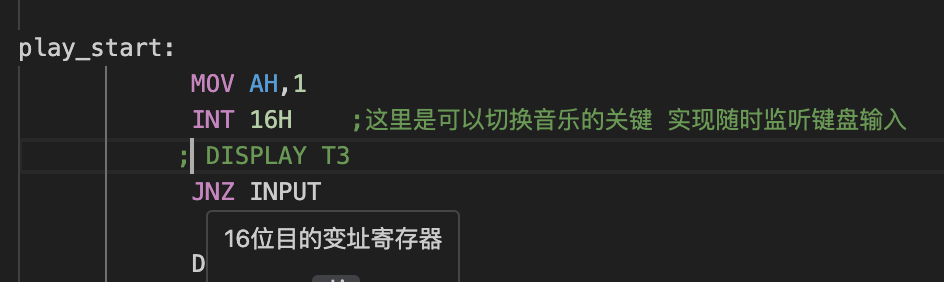 play_start:
MOV AH,1
INT 16H ;这里是可以切换音乐的关键 实现随时监听键盘输入
; DISPLAY T3
JNZ INPUT
16位目的变址寄存器
D